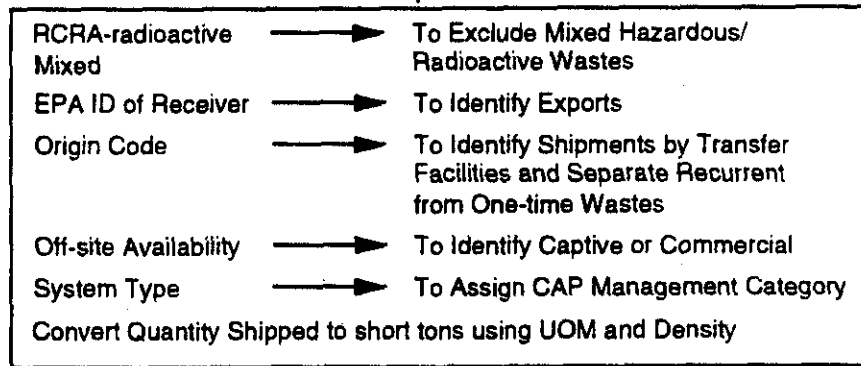 RCRA-radioactive To Exclude Mixed Hazardous/
Mixed Radioactive Wastes
EPA ID of Receiver To Identify Exports
Origin Code To Identify Shipments by Transfer
Facilities and Separate Recurrent
from One-time Wastes
Off-site Availability To Identify Captive or Commercial
System Type To Assign CAP Management Category
Convert Quantity Shipped to short tons using UOM and Density